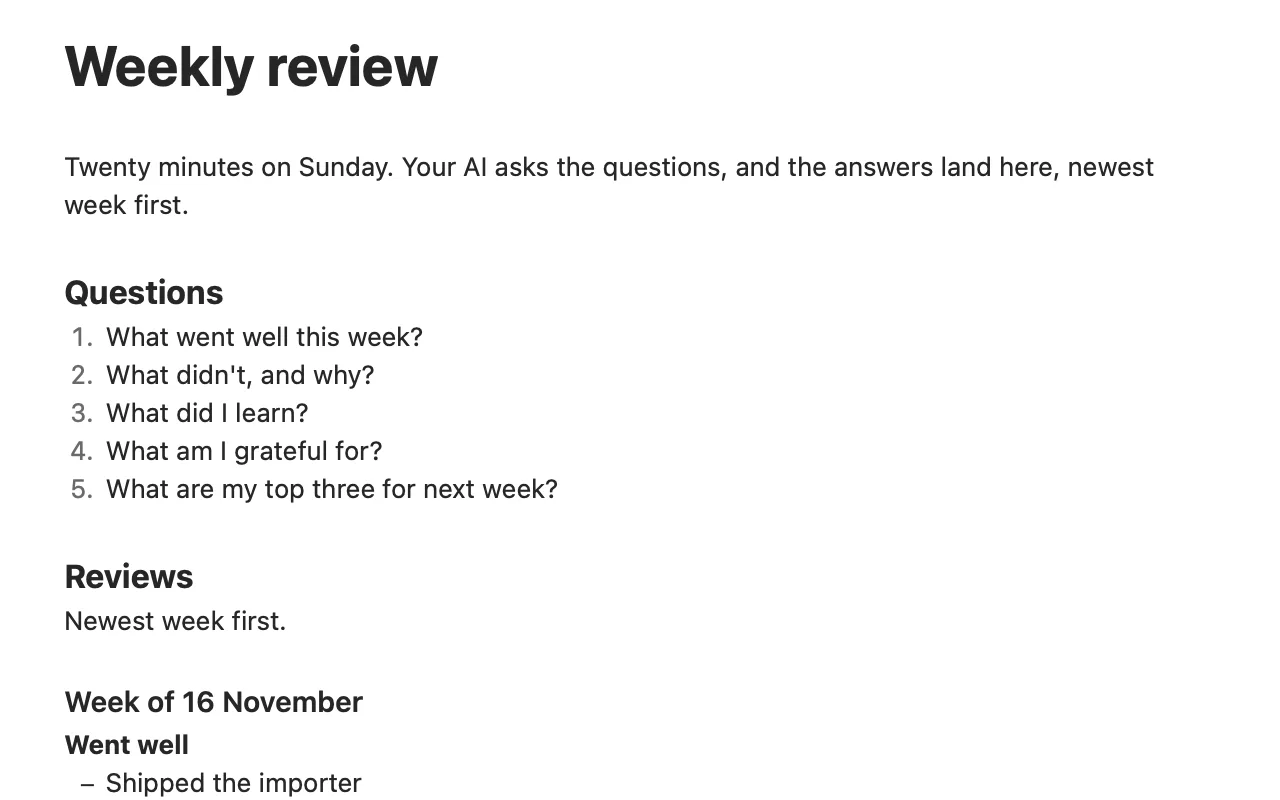 Weekly review
Twenty minutes on Sunday. Your AI asks the questions, and the answers land here, newest
week first.
Questions
1. What went well this week?
2. What didn't, and why?
3. What did I learn?
4. What am I grateful for?
5. What are my top three for next week?
Reviews
Newest week first.
Week of 16 November
Went well
– Shipped the importer